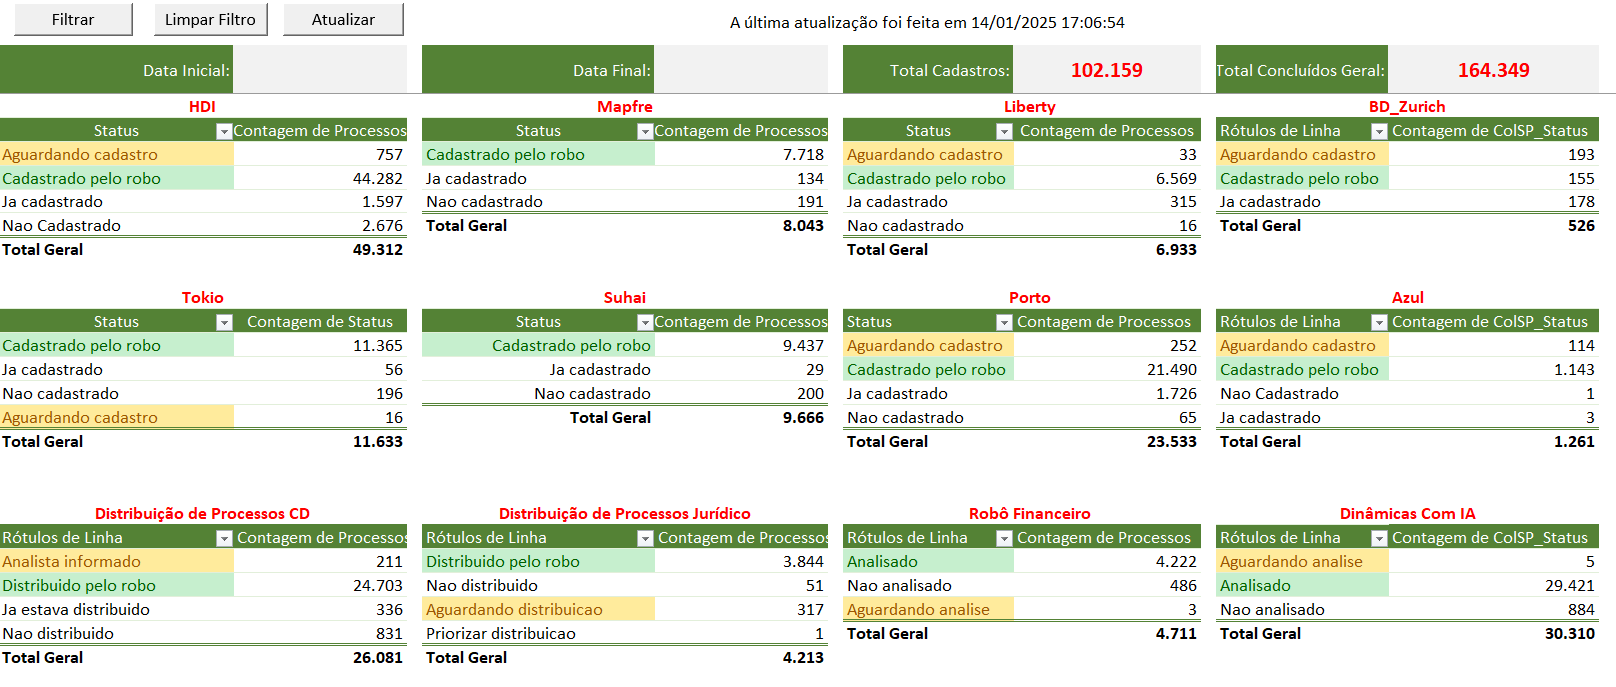 Filtrar Limpar Filtro Atualizar A última atualização foi feita em 14/01/2025 17:06:54
Data Inicial: Data Final: Total Cadastros: 102.159 Total Concluídos Geral: 164.349
HDI
Status Contagem de Processos
Aguardando cadastro 757
Cadastrado pelo robo 44.282
Ja cadastrado 1.597
Nao Cadastrado 2.676
Total Geral 49.312
Mapfre
Status Contagem de Processos
Cadastrado pelo robo 7.718
Ja cadastrado 134
Nao cadastrado 191
Total Geral 8.043
Liberty
Status Contagem de Processos
Aguardando cadastro 33
Cadastrado pelo robo 6.569
Ja cadastrado 315
Nao cadastrado 16
Total Geral 6.933
BD_Zurich
Rótulos de Linha Contagem de ColSP_Status
Aguardando cadastro 193
Cadastrado pelo robo 155
Ja cadastrado 178
Total Geral 526
Tokio
Status Contagem de Status
Cadastrado pelo robo 11.365
Ja cadastrado 56
Nao cadastrado 196
Aguardando cadastro 16
Total Geral 11.633
Suhai
Status Contagem de Processos
Cadastrado pelo robo 9.437
Ja cadastrado 29
Nao cadastrado 200
Total Geral 9.666
Porto
Status Contagem de Processos
Aguardando cadastro 252
Cadastrado pelo robo 21.490
Ja cadastrado 1.726
Nao cadastrado 65
Total Geral 23.533
Azul
Rótulos de Linha Contagem de ColSP_Status
Aguardando cadastro 114
Cadastrado pelo robo 1.143
Nao Cadastrado 1
Ja cadastrado 3
Total Geral 1.261
Distribuição de Processos CD
Rótulos de Linha Contagem de Processos
Analista informado 211
Distribuido pelo robo 24.703
Ja estava distribuido 336
Nao distribuido 831
Total Geral 26.081
Distribuição de Processos Jurídico
Rótulos de Linha Contagem de Processos
Distribuido pelo robo 3.844
Nao distribuido 51
Aguardando distribuicao 317
Priorizar distribuicao 1
Total Geral 4.213
Robô Financeiro
Rótulos de Linha Contagem de Processos
Analisado 4.222
Nao analisado 486
Aguardando analise 3
Total Geral 4.711
Dinâmicas Com IA
Rótulos de Linha Contagem de ColSP_Status
Aguardando analise 5
Analisado 29.421
Nao analisado 884
Total Geral 30.310